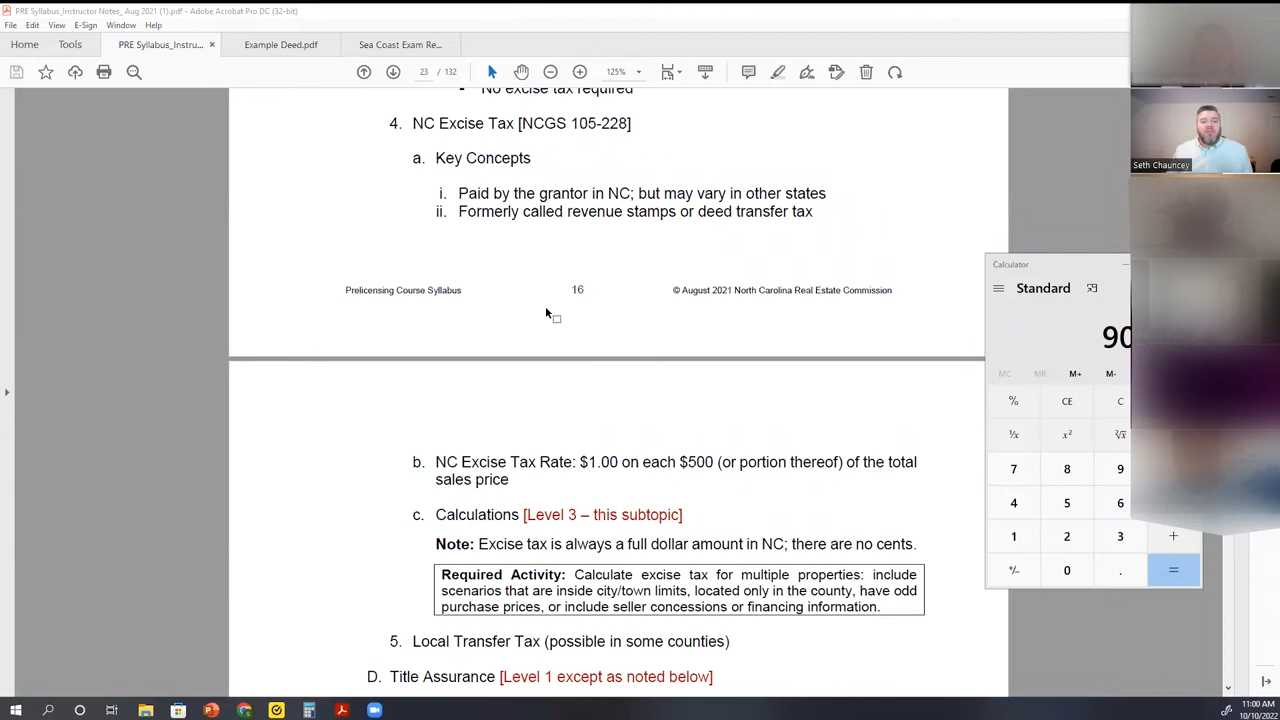 PRE Syllabus_Instructor Notes_ Aug 2021 (1).pdf - Adobe Acrobat Pro DC (32-bit)
File Edit View E-Sign Window Help
Home Tools PRE Syllabus_Instru... × Example Deed.pdf Sea Coast Exam Re...
23 / 132 125%
- No excise tax required
4. NC Excise Tax [NCGS 105-228]
a. Key Concepts
i. Paid by the grantor in NC; but may vary in other states
ii. Formerly called revenue stamps or deed transfer tax
Prelicensing Course Syllabus 16 © August 2021 North Carolina Real Estate Commission
b. NC Excise Tax Rate: $1.00 on each $500 (or portion thereof) of the total
sales price
c. Calculations [Level 3 – this subtopic]
Note: Excise tax is always a full dollar amount in NC; there are no cents.
Required Activity: Calculate excise tax for multiple properties: include
scenarios that are inside city/town limits, located only in the county, have odd
purchase prices, or include seller concessions or financing information.
5. Local Transfer Tax (possible in some counties)
D. Title Assurance [Level 1 except as noted below]
Seth Chauncey
Calculator
Standard
90
MC MR M+ M-
% CE C
¹/x x² ²√x
7 8 9
4 5 6
1 2 3 +
+/- 0 . =
11:00 AM
10/10/2022